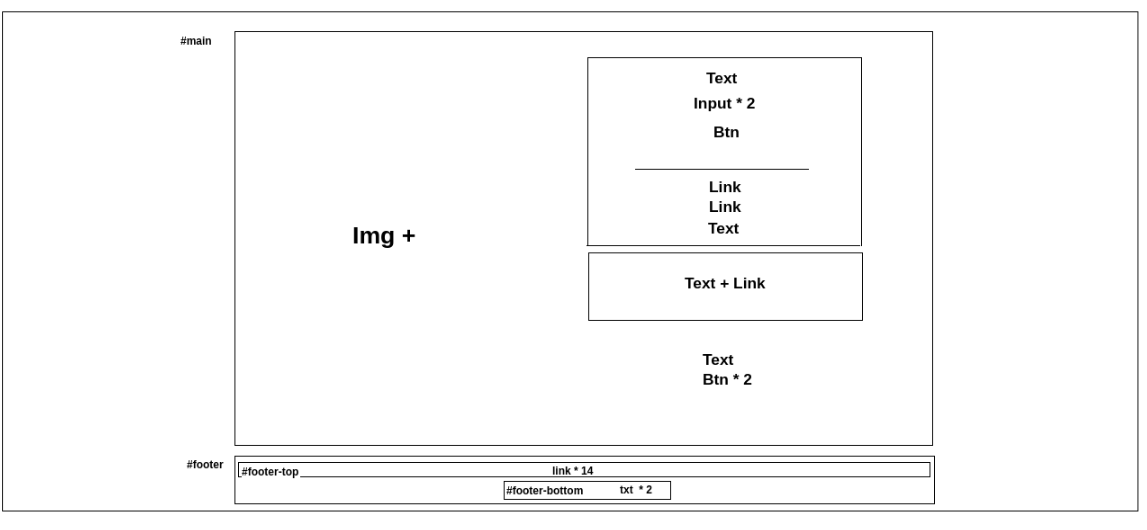 #main
Text
Input * 2
Btn
Link
Link
Text
Img +
Text + Link
Text
Btn * 2
#footer
#footer-top
link * 14
#footer-bottom
txt * 2